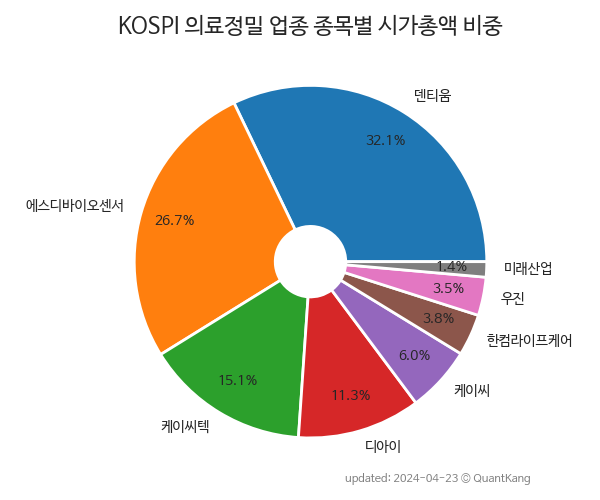 KOSPI 의료정밀 업종 종목별 시가총액 비중
덴티움
32.1%
에스디바이오센서
26.7%
1.4%
미래산업
3.5%
우진
3.8%
한컴라이프케어
6.0%
케이씨
15.1%
11.3%
케이씨텍
디아이
updated: 2024-04-23 © QuantKang